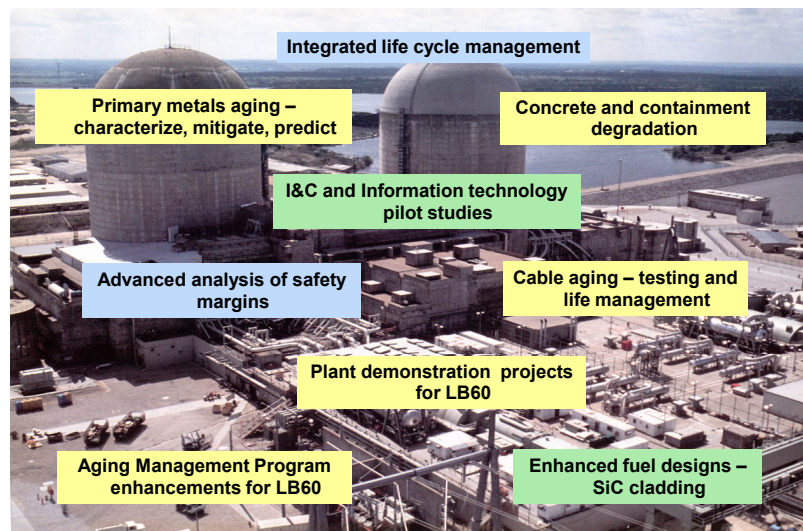 Integrated life cycle management
Primary metals aging –
characterize, mitigate, predict
Concrete and containment
degradation
I&C and Information technology
pilot studies
Advanced analysis of safety
margins
Cable aging – testing and
life management
Plant demonstration projects
for LB60
Aging Management Program
enhancements for LB60
Enhanced fuel designs –
SiC cladding